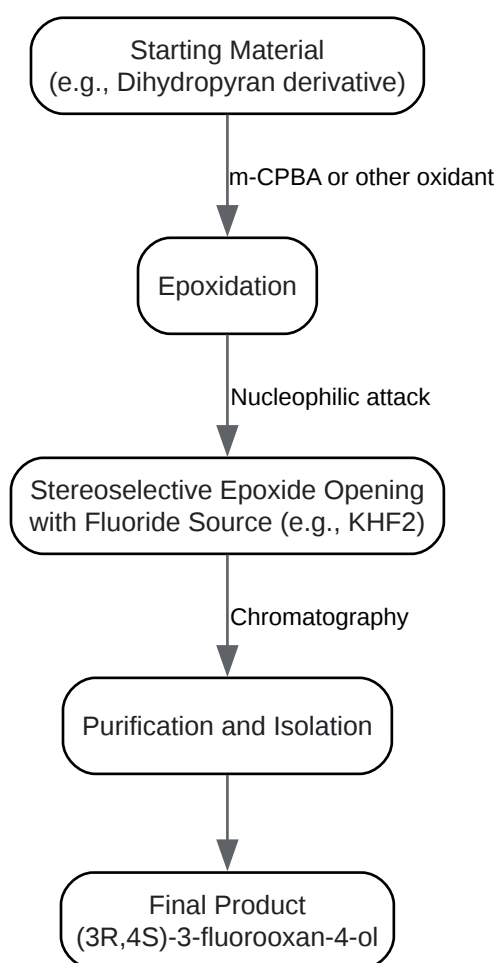 Starting Material
(e.g., Dihydropyran derivative)
m-CPBA or other oxidant
Epoxidation
Nucleophilic attack
Stereoselective Epoxide Opening
with Fluoride Source (e.g., KHF2)
Chromatography
Purification and Isolation
Final Product
(3R,4S)-3-fluorooxan-4-ol